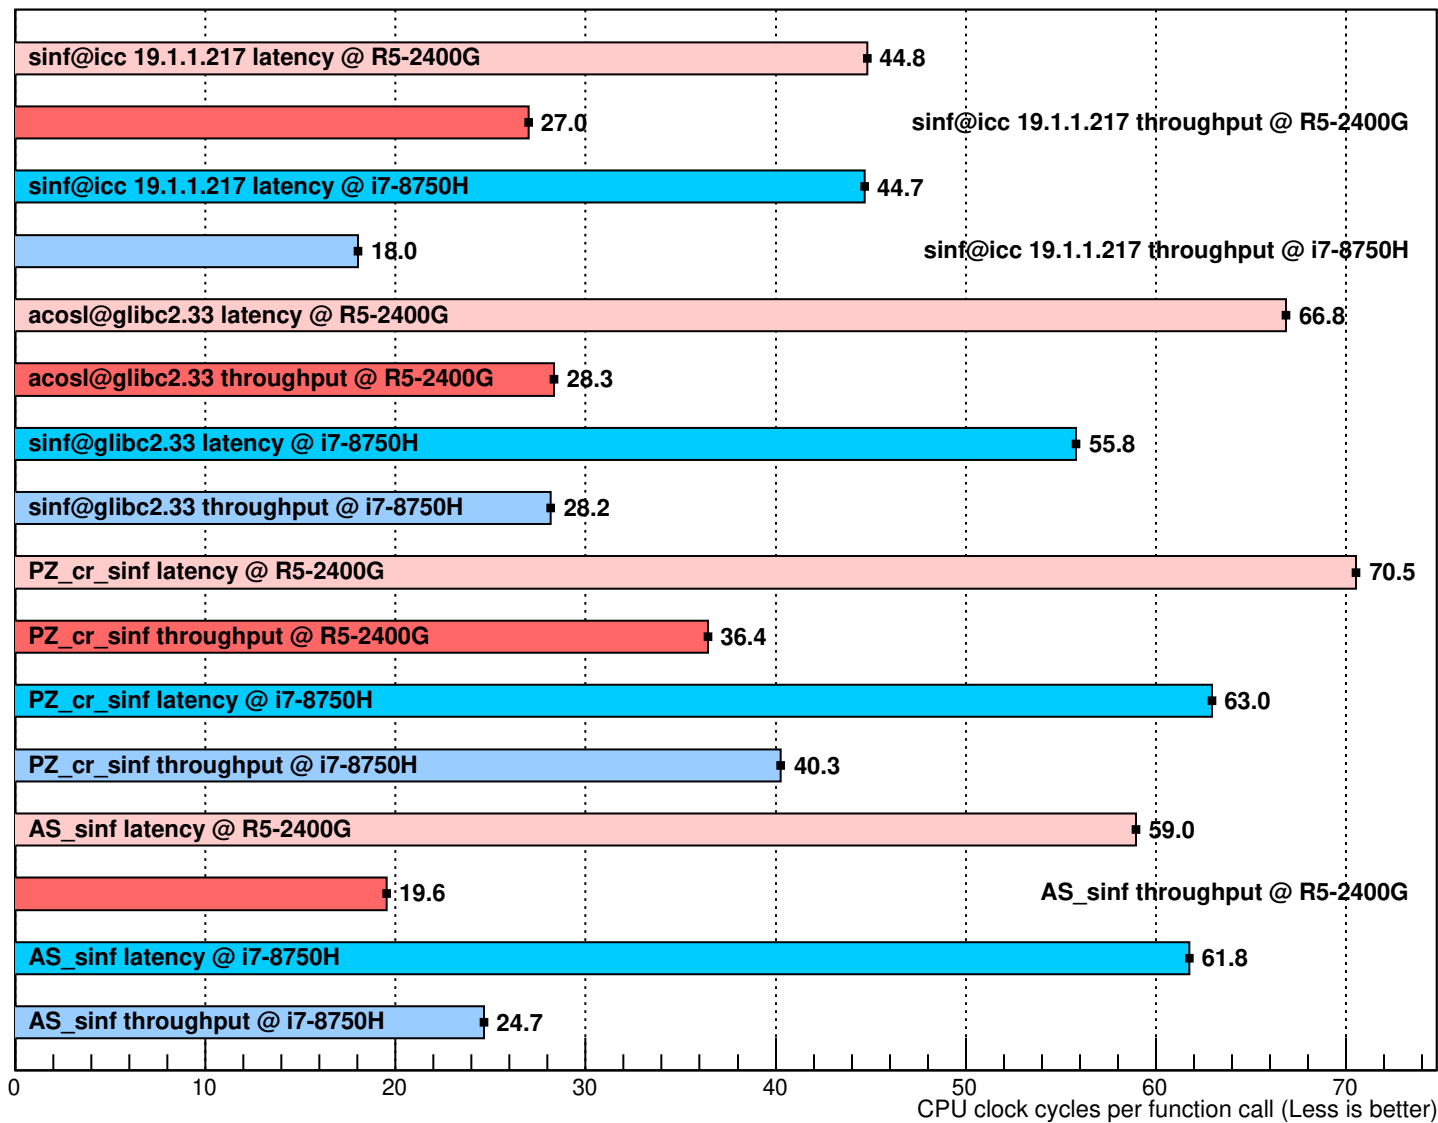 sinf@icc 19.1.1.217 latency @ R5-2400G 44.8
27.0 sinf@icc 19.1.1.217 throughput @ R5-2400G
sinf@icc 19.1.1.217 latency @ i7-8750H 44.7
18.0 sinf@icc 19.1.1.217 throughput @ i7-8750H
acosl@glibc2.33 latency @ R5-2400G 66.8
acosl@glibc2.33 throughput @ R5-2400G 28.3
sinf@glibc2.33 latency @ i7-8750H 55.8
sinf@glibc2.33 throughput @ i7-8750H 28.2
PZ_cr_sinf latency @ R5-2400G 70.5
PZ_cr_sinf throughput @ R5-2400G 36.4
PZ_cr_sinf latency @ i7-8750H 63.0
PZ_cr_sinf throughput @ i7-8750H 40.3
AS_sinf latency @ R5-2400G 59.0
19.6 AS_sinf throughput @ R5-2400G
AS_sinf latency @ i7-8750H 61.8
AS_sinf throughput @ i7-8750H 24.7
0 10 20 30 40 50 60 70
CPU clock cycles per function call (Less is better)